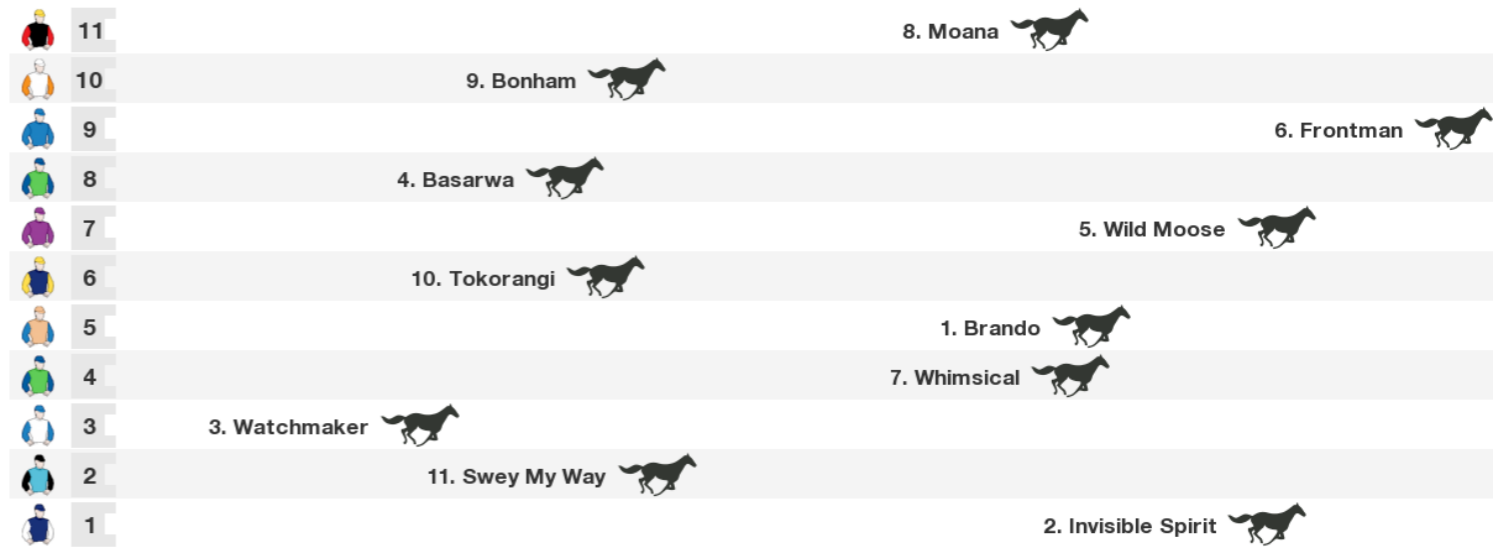 11 8. Moana
10 9. Bonham
9 6. Frontman
8 4. Basarwa
7 5. Wild Moose
6 10. Tokorangi
5 1. Brando
4 7. Whimsical
3 3. Watchmaker
2 11. Swey My Way
1 2. Invisible Spirit